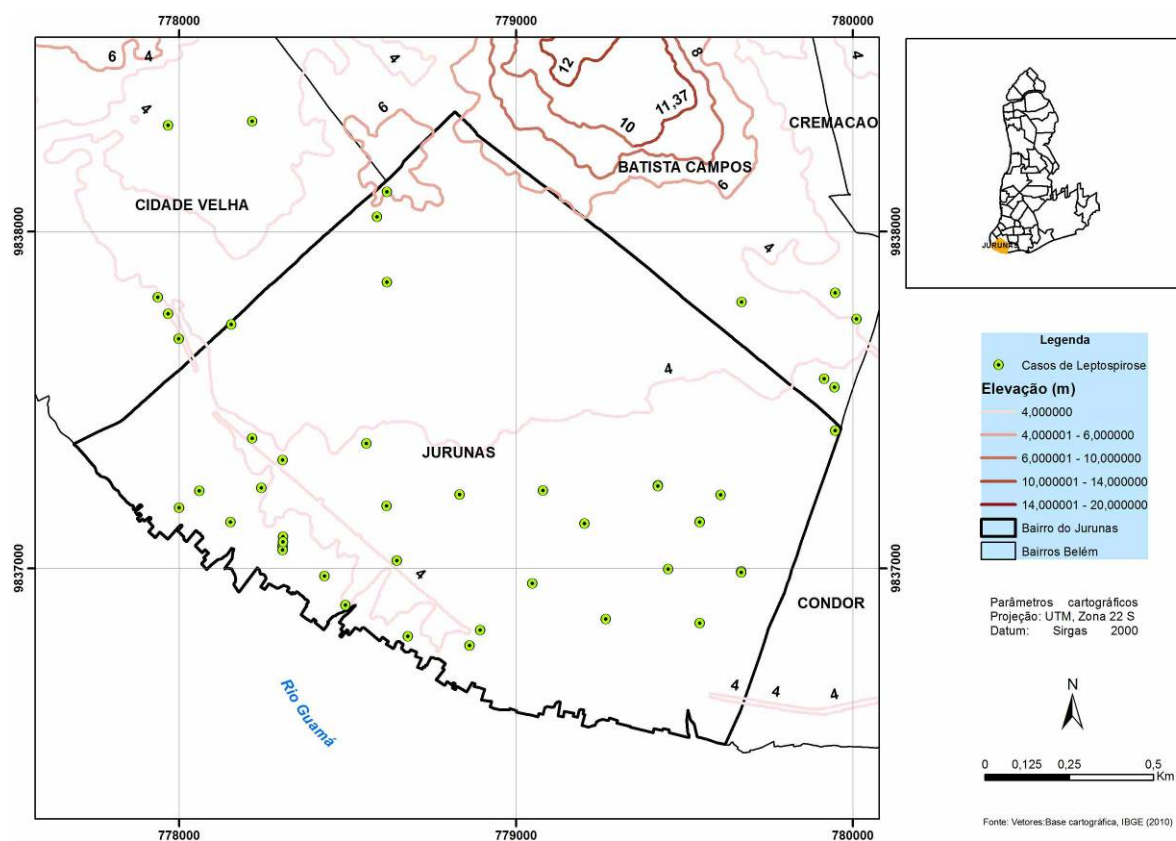 778000
779000
780000
6
4
4
4
6
12
11,37
10
8
4
CREMACAO
BATISTA CAMPOS
6
CIDADE VELHA
9838000
9838000
4
4
JURUNAS
9837000
9837000
4
CONDOR
4
4
4
Rio Guamá
778000
779000
780000
JURUNAS
Legenda
Casos de Leptospirose
Elevação (m)
4,000000
4,000001 - 6,000000
6,000001 - 10,000000
10,000001 - 14,000000
14,000001 - 20,000000
Bairro do Jurunas
Bairros Belém
Parâmetros cartográficos
Projeção: UTM, Zona 22 S
Datum: Sirgas 2000
N
0 0,125 0,25 0,5
Km
Fonte: Vetores:Base cartográfica, IBGE (2010)